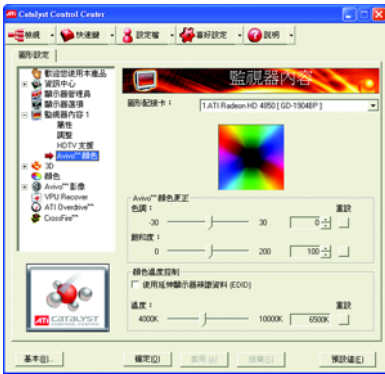 Catalyst Control Center
檢視 快速鍵 設定檔 喜好設定 說明
圖形設定
歡迎您使用本產品
資訊中心
顯示器管理員
顯示器選項
監視器內容 1
屬性
調整
HDTV 支援
Avivo™ 顏色
3D
顏色
Avivo™ 影像
VPU Recover
ATI Overdrive™
CrossFire™
監視器內容
圖形配接卡：
1.ATI Radeon HD 4850 [ GD-19048P ]
Avivo™ 顏色更正
色調： 重設
-30 30 0
飽和度：
0 200 100
顏色溫度控制
使用延伸顯示器辨識資料 (EDID)
溫度： 重設
4000K 10000K 6500K
ATI CATALYST
CONTROL CENTER
基本(B)... 確定(O) 套用(A) 捨棄(S) 預設值(E)